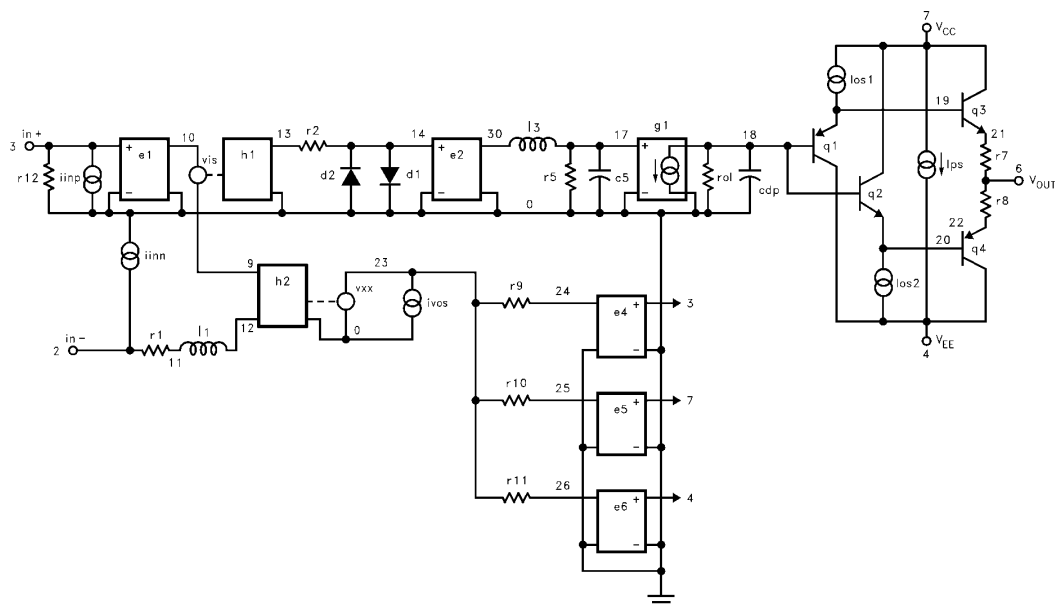 7
VCC
Ios1
19
q3
21
in+
3
r12
iinp
e1
+
−
10
vis
h1
13
r2
d2
d1
14
+
e2
−
30
l3
r5
c5
17
+
g1
−
18
rol
cdp
q1
q2
Ips
r7
6
VOUT
r8
22
20
q4
0
iinn
9
h2
12
vxx
23
ivos
0
Ios2
VEE
4
in−
2
r1
11
l1
r9
24
e4
+
−
3
r10
25
e5
+
−
7
r11
26
e6
+
−
4